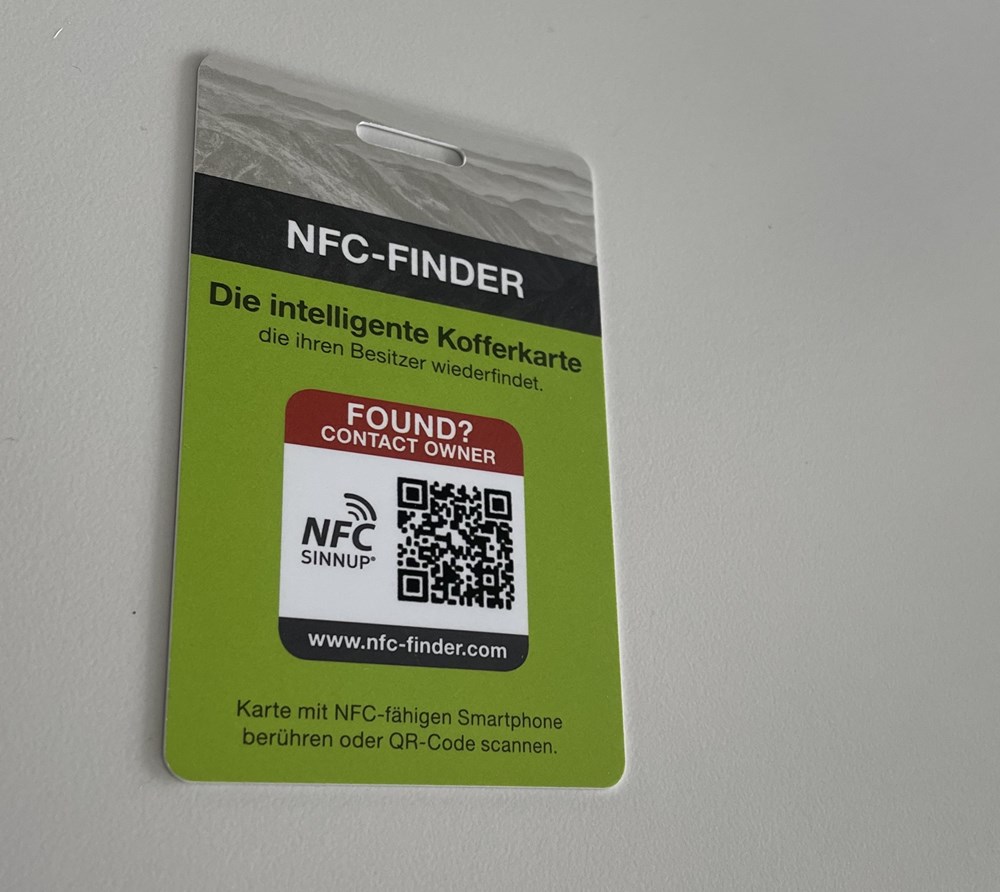 NFC-FINDER
Die intelligente Kofferkarte
die ihren Besitzer wiederfindet.
FOUND?
CONTACT OWNER
NFC
SINNUP®
www.nfc-finder.com
Karte mit NFC-fähigen Smartphone
berühren oder QR-Code scannen.